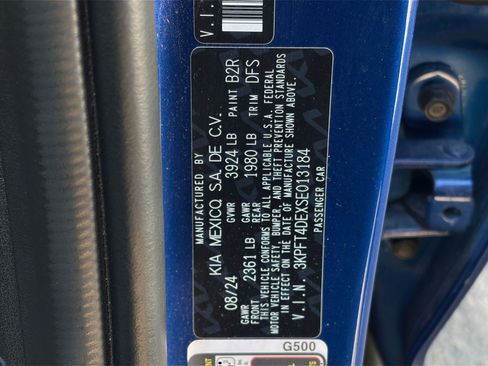 V.I.N.
MANUFACTURED BY
KIA MEXICO, S.A. DE C.V.
08/24 GVWR 3924 LB PAINT B2R
GAWR FRONT 2361 LB GAWR REAR 1980 LB TRIM DFS
THIS VEHICLE CONFORMS TO ALL APPLICABLE U.S.A. FEDERAL
MOTOR VEHICLE SAFETY, BUMPER, AND THEFT PREVENTION STANDARDS
IN EFFECT ON THE DATE OF MANUFACTURE SHOWN ABOVE.
V.I.N. 3KPFT4DEXSE013184
PASSENGER CAR
G500